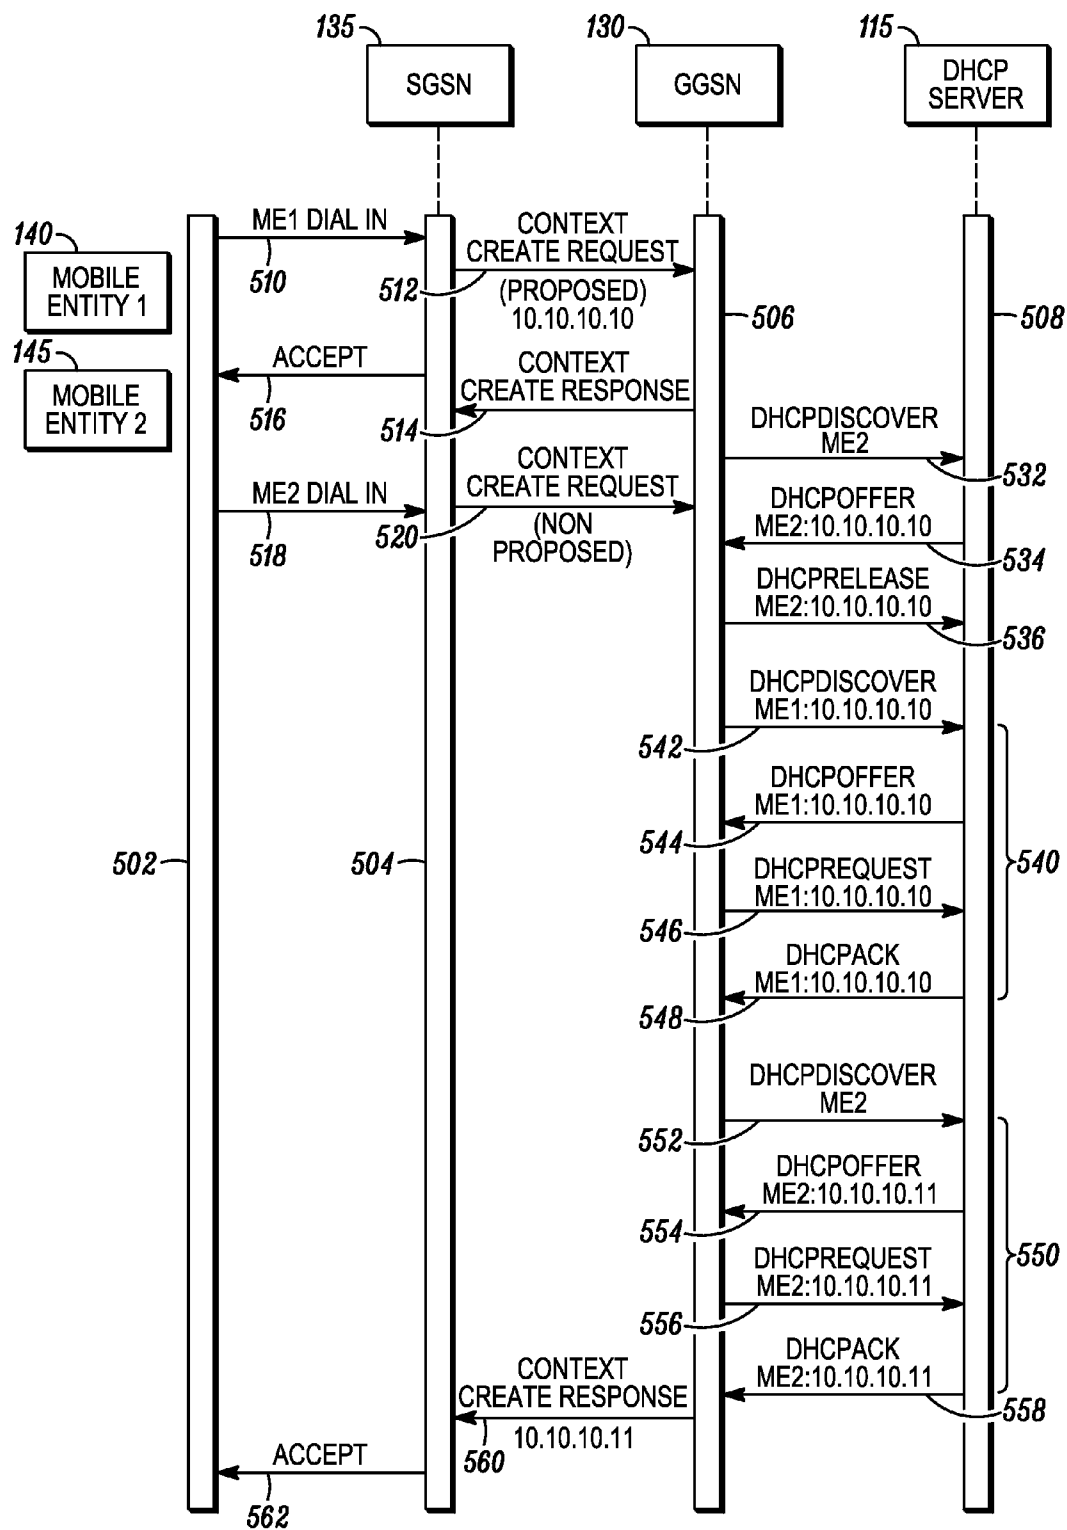 135
130
115
SGSN
GGSN
DHCP
SERVER
140
MOBILE
ENTITY 1
145
MOBILE
ENTITY 2
ME1 DIAL IN
510
CONTEXT
CREATE REQUEST
512
(PROPOSED)
10.10.10.10
506
508
ACCEPT
516
CONTEXT
CREATE RESPONSE
514
DHCPDISCOVER
ME2
532
ME2 DIAL IN
518
CONTEXT
CREATE REQUEST
520
(NON
PROPOSED)
DHCPOFFER
ME2:10.10.10.10
534
DHCPRELEASE
ME2:10.10.10.10
536
DHCPDISCOVER
ME1:10.10.10.10
542
DHCPOFFER
ME1:10.10.10.10
544
502
504
540
DHCPREQUEST
ME1:10.10.10.10
546
DHCPACK
ME1:10.10.10.10
548
DHCPDISCOVER
ME2
552
DHCPOFFER
ME2:10.10.10.11
554
550
DHCPREQUEST
ME2:10.10.10.11
556
DHCPACK
ME2:10.10.10.11
558
CONTEXT
CREATE RESPONSE
10.10.10.11
560
ACCEPT
562